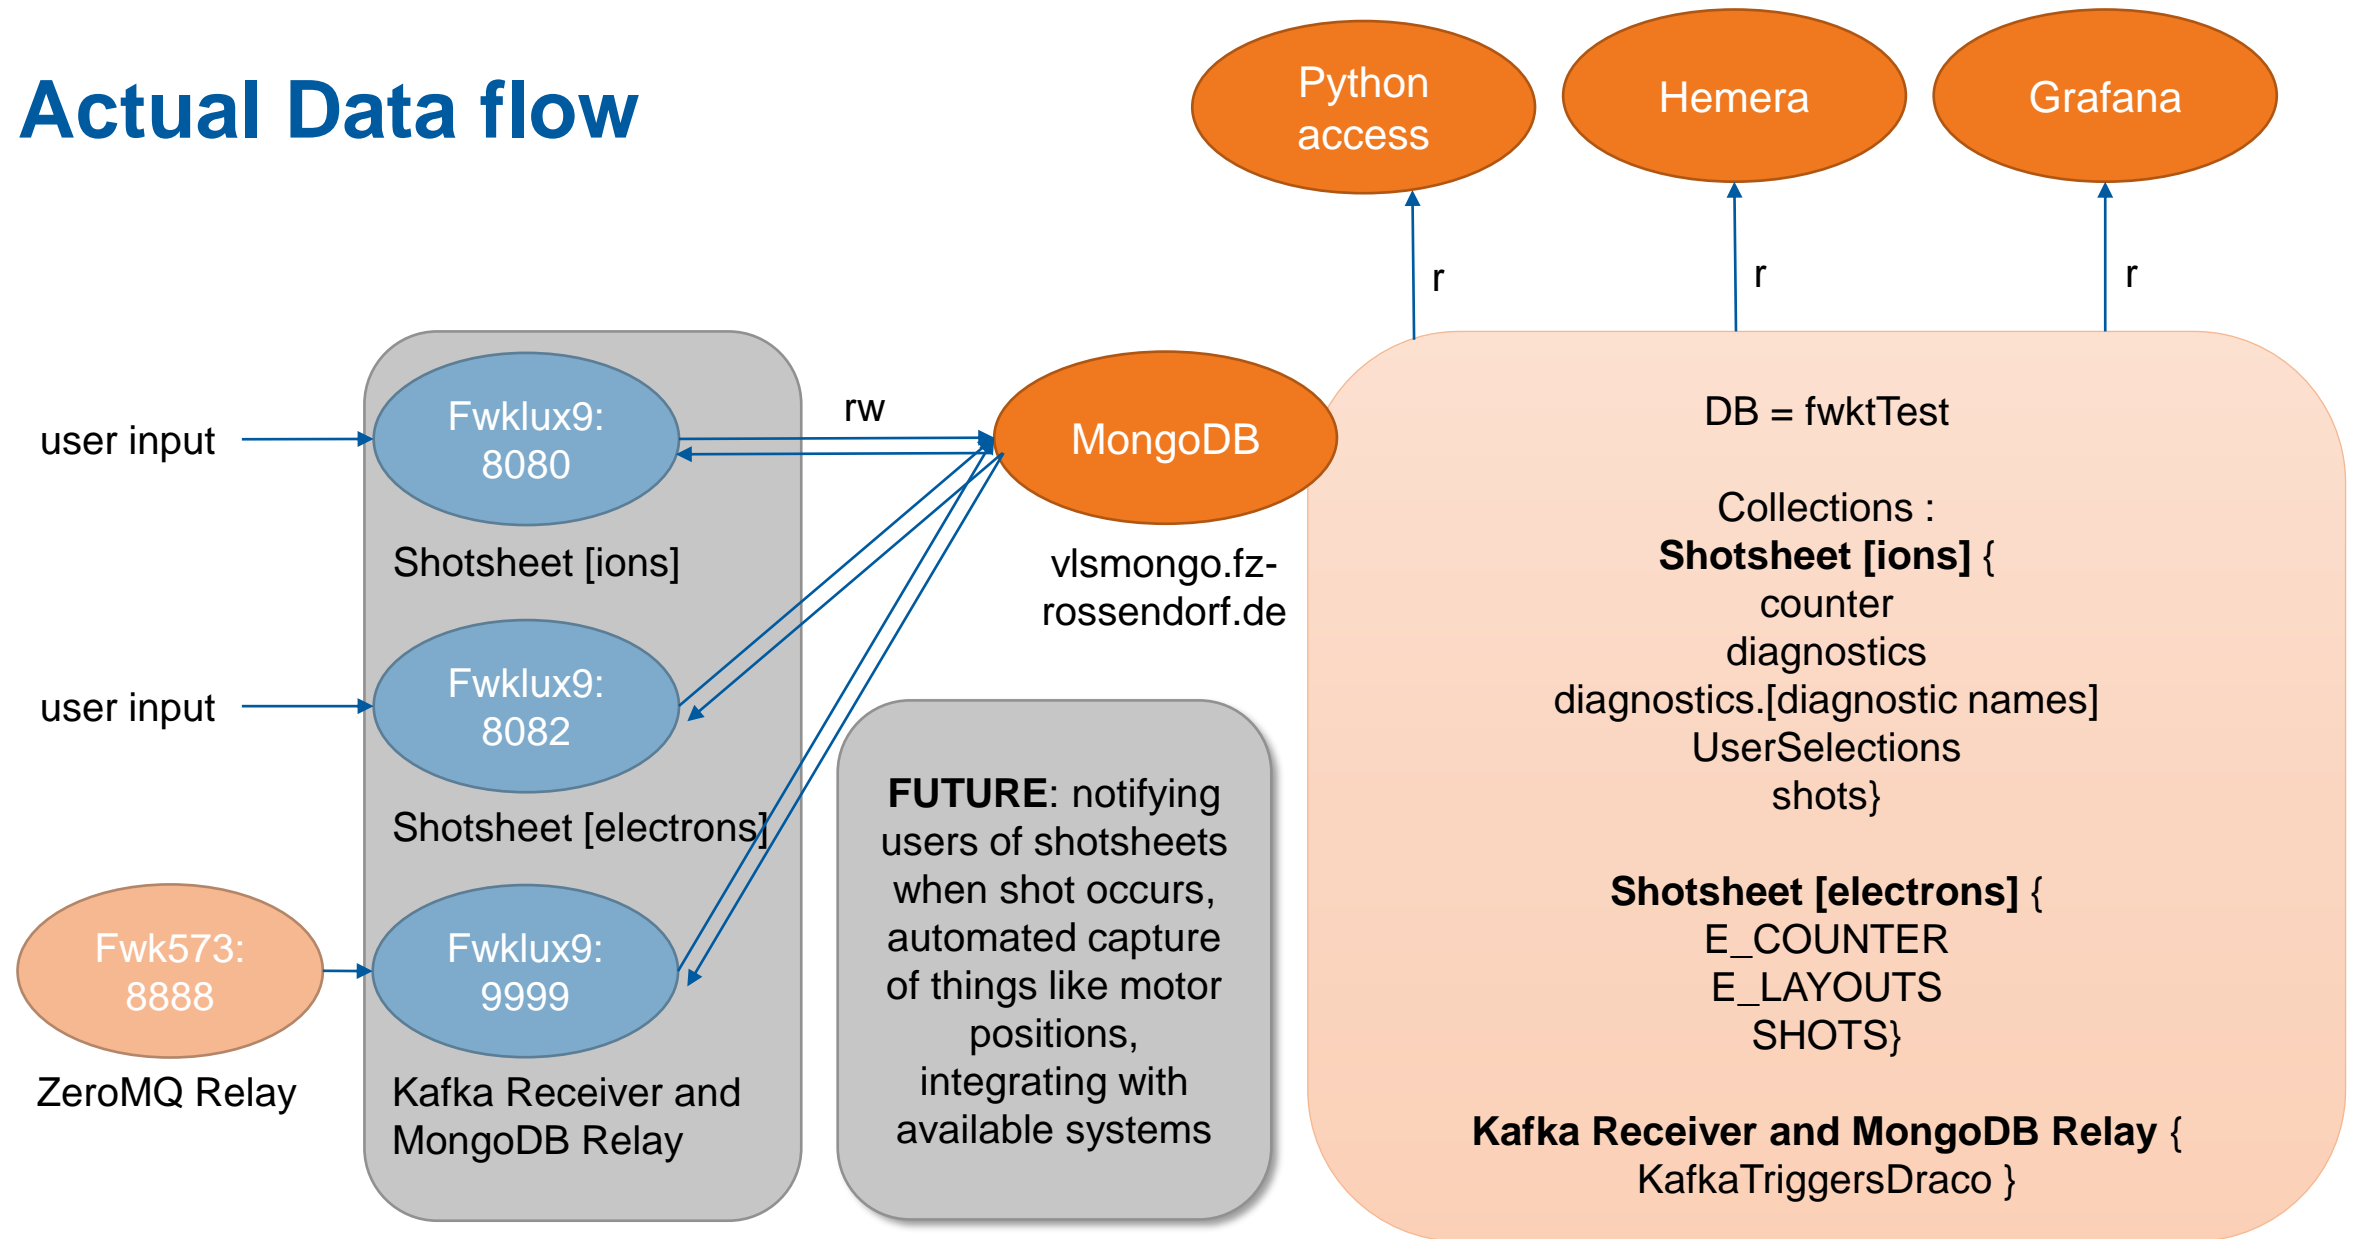 Actual Data flow
Python
access
Hemera
Grafana
r
r
r
user input
Fwklux9:
8080
rw
MongoDB
Shotsheet [ions]
vlsmongo.fz-
rossendorf.de
user input
Fwklux9:
8082
Shotsheet [electrons]
Fwk573:
8888
ZeroMQ Relay
Fwklux9:
9999
Kafka Receiver and
MongoDB Relay
FUTURE: notifying
users of shotsheets
when shot occurs,
automated capture
of things like motor
positions,
integrating with
available systems
DB = fwktTest
Collections :
Shotsheet [ions] {
counter
diagnostics
diagnostics.[diagnostic names]
UserSelections
shots}
Shotsheet [electrons] {
E_COUNTER
E_LAYOUTS
SHOTS}
Kafka Receiver and MongoDB Relay {
KafkaTriggersDraco }